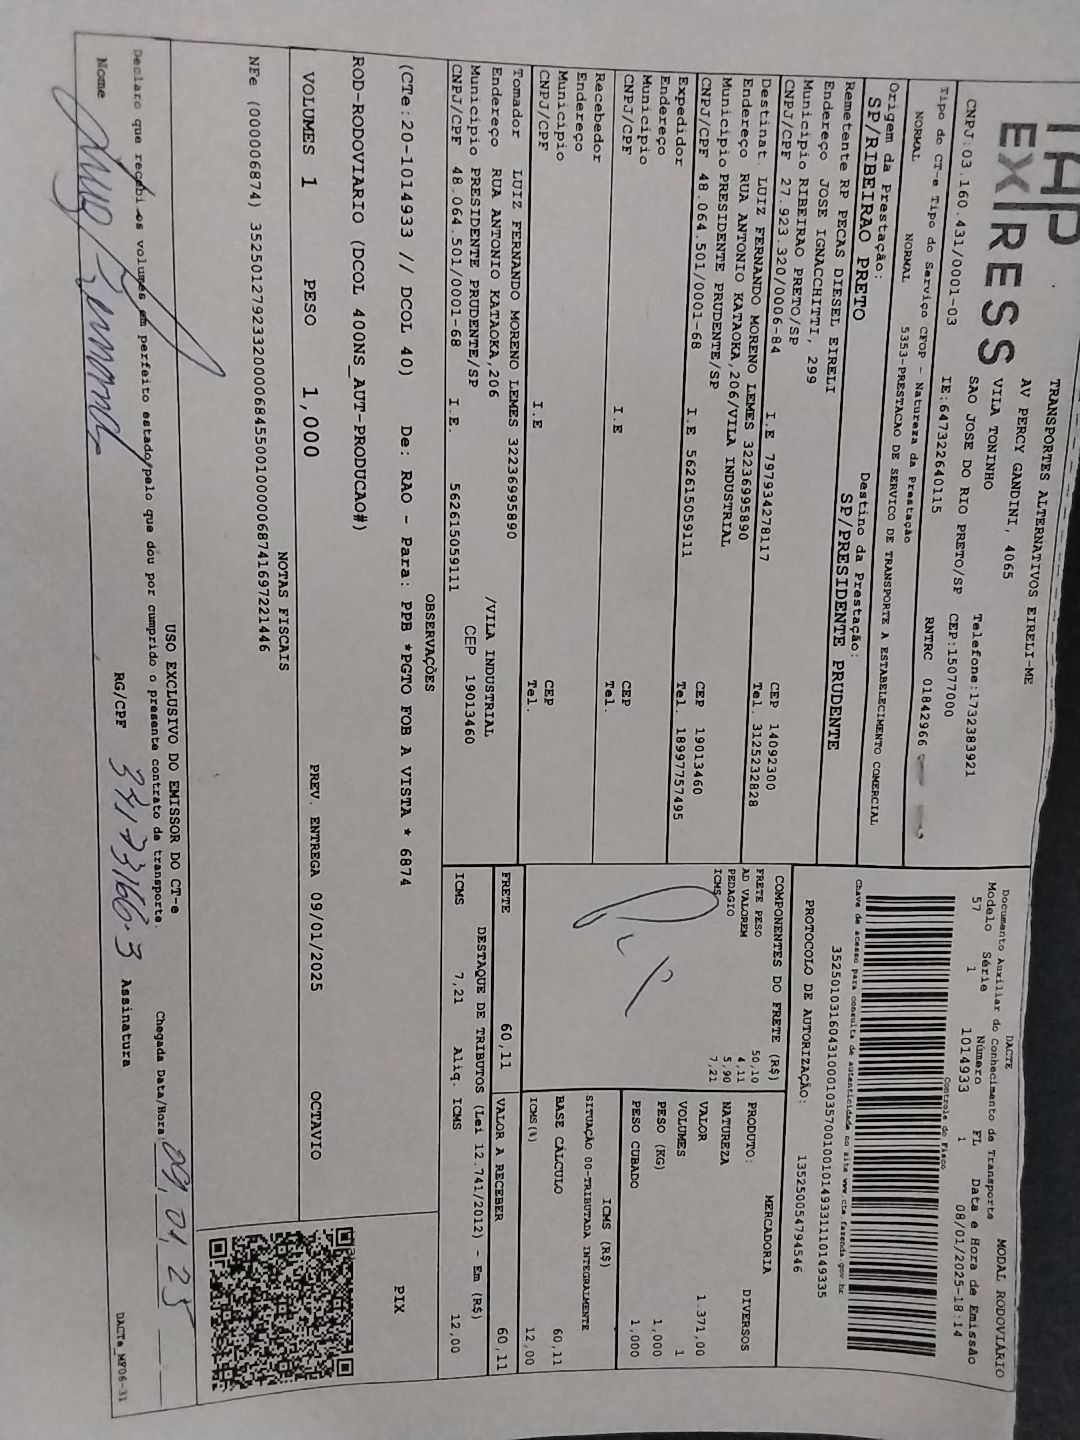 TRANSPORTES ALTERNATIVOS EIRELI-ME
AV PERCY GANDINI, 4065
VILA TONINHO
SAO JOSE DO RIO PRETO/SP CEP:15077000
Telefone:1732383921
CNPJ:03.160.431/0001-03 IE:647322640115 RNTRC 01842966
Tipo do CT-e Tipo do Serviço CFOP - Natureza da Prestação
NORMAL NORMAL 5353-PRESTACAO DE SERVICO DE TRANSPORTE A ESTABELECIMENTO COMERCIAL
Origem da Prestação: Destino da Prestação:
SP/RIBEIRAO PRETO SP/PRESIDENTE PRUDENTE
Remetente RP PECAS DIESEL EIRELI
Endereço JOSE IGNACCHITTI, 299
Município RIBEIRAO PRETO/SP CEP 14092300
CNPJ/CPF 27.923.320/0006-84 I.E 797934278117 Tel. 3125232828
Destinat. LUIZ FERNANDO MORENO LEMES 32236995890
Endereço RUA ANTONIO KATAOKA,206/VILA INDUSTRIAL
Município PRESIDENTE PRUDENTE/SP CEP 19013460
CNPJ/CPF 48.064.501/0001-68 I.E 562615059111 Tel. 18997757495
Expedidor
Endereço
Município CEP
CNPJ/CPF I.E Tel.
Recebedor
Endereço
Município CEP
CNPJ/CPF I.E Tel.
Tomador LUIZ FERNANDO MORENO LEMES 32236995890
Endereço RUA ANTONIO KATAOKA,206 /VILA INDUSTRIAL
Município PRESIDENTE PRUDENTE/SP CEP 19013460
CNPJ/CPF 48.064.501/0001-68 I.E. 562615059111
DACTE MODAL RODOVIÁRIO
Documento Auxiliar do Conhecimento de Transporte
Modelo Série Número FL Data e Hora de Emissão
57 1 1014933 1 08/01/2025-18:14
Controle do Fisco
Chave de acesso para consulta de autenticidade no site www.cte.fazenda.gov.br
35250103160431000103570010010149331110149335
PROTOCOLO DE AUTORIZAÇÃO: 135250054794546
COMPONENTES DO FRETE (R$)
FRETE PESO 50,10
AD VALOREM 4,11
PEDAGIO 5,90
ICMS 7,21
MERCADORIA
PRODUTO:
NATUREZA DIVERSOS
VALOR 1.371,00
VOLUMES 1
PESO (KG) 1,000
PESO CUBADO 1,000
ICMS (R$)
SITUAÇÃO 00-TRIBUTADA INTEGRALMENTE
BASE CÁLCULO 60,11
ICMS(%) 12,00
FRETE 60,11 VALOR A RECEBER 60,11
DESTAQUE DE TRIBUTOS (Lei 12.741/2012) - Em (R$)
ICMS 7,21 Aliq. ICMS 12,00
OBSERVAÇÕES
(CTe:20-1014933 // DCOL 40) De: RAO - Para: PPB *PGTO FOB A VISTA * 6874
ROD-RODOVIARIO (DCOL 400NS_AUT-PRODUCAO#)
PIX
VOLUMES 1 PESO 1,000 PREV. ENTREGA 09/01/2025 OCTAVIO
NOTAS FISCAIS
NFe (000006874) 35250127923320000684550010000068741697221446
USO EXCLUSIVO DO EMISSOR DO CT-e
Declaro que recebi os volumes em perfeito estado pelo que dou por cumprido o presente contrato de transporte. Chegada Data/Hora: 09,01,25
Nome RG/CPF Assinatura
DACTe_MF06-31